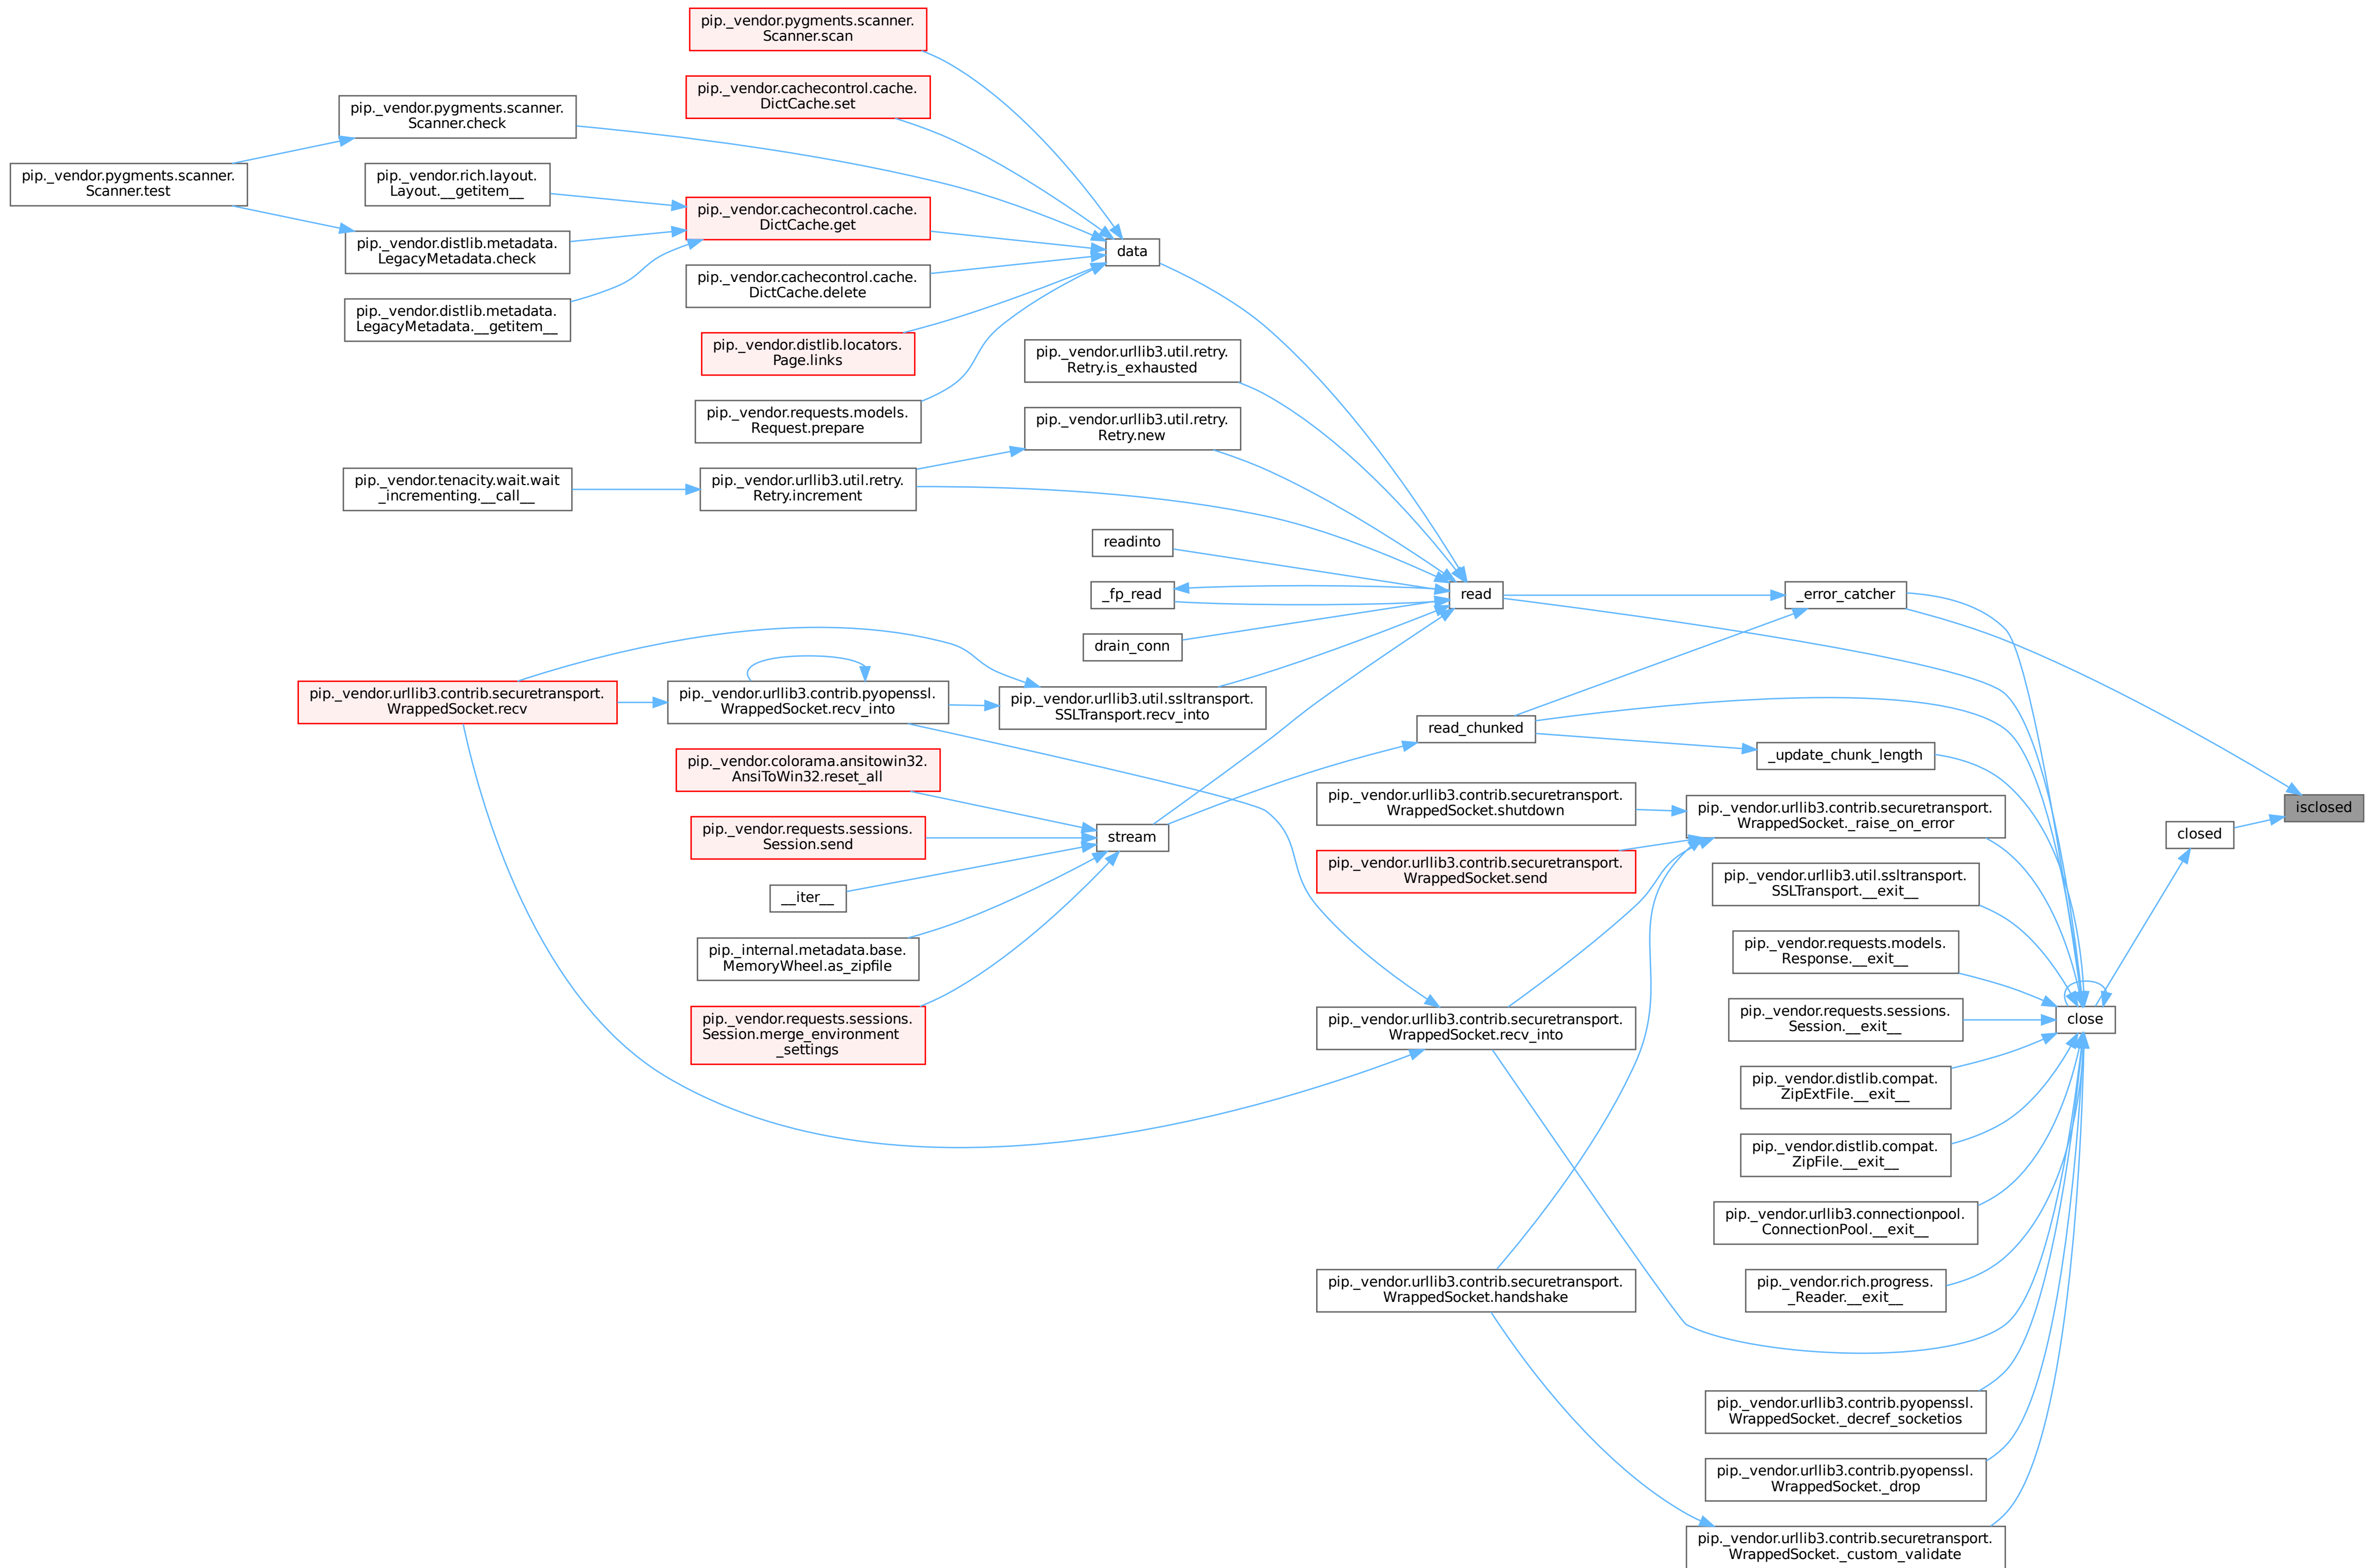 pip._vendor.pygments.scanner.
Scanner.scan
pip._vendor.cachecontrol.cache.
DictCache.set
pip._vendor.pygments.scanner.
Scanner.check
pip._vendor.pygments.scanner.
Scanner.test
pip._vendor.rich.layout.
Layout.__getitem__
pip._vendor.cachecontrol.cache.
DictCache.get
pip._vendor.distlib.metadata.
LegacyMetadata.check
data
pip._vendor.cachecontrol.cache.
DictCache.delete
pip._vendor.distlib.metadata.
LegacyMetadata.__getitem__
pip._vendor.distlib.locators.
Page.links
pip._vendor.urllib3.util.retry.
Retry.is_exhausted
pip._vendor.requests.models.
Request.prepare
pip._vendor.urllib3.util.retry.
Retry.new
pip._vendor.tenacity.wait.wait
_incrementing.__call__
pip._vendor.urllib3.util.retry.
Retry.increment
readinto
_fp_read
read
_error_catcher
drain_conn
pip._vendor.urllib3.contrib.securetransport.
WrappedSocket.recv
pip._vendor.urllib3.contrib.pyopenssl.
WrappedSocket.recv_into
pip._vendor.urllib3.util.ssltransport.
SSLTransport.recv_into
read_chunked
_update_chunk_length
pip._vendor.colorama.ansitowin32.
AnsiToWin32.reset_all
pip._vendor.urllib3.contrib.securetransport.
WrappedSocket.shutdown
pip._vendor.urllib3.contrib.securetransport.
WrappedSocket._raise_on_error
isclosed
closed
pip._vendor.requests.sessions.
Session.send
stream
pip._vendor.urllib3.contrib.securetransport.
WrappedSocket.send
pip._vendor.urllib3.util.ssltransport.
SSLTransport.__exit__
__iter__
pip._internal.metadata.base.
MemoryWheel.as_zipfile
pip._vendor.requests.models.
Response.__exit__
pip._vendor.requests.sessions.
Session.merge_environment
_settings
pip._vendor.urllib3.contrib.securetransport.
WrappedSocket.recv_into
pip._vendor.requests.sessions.
Session.__exit__
close
pip._vendor.distlib.compat.
ZipExtFile.__exit__
pip._vendor.distlib.compat.
ZipFile.__exit__
pip._vendor.urllib3.connectionpool.
ConnectionPool.__exit__
pip._vendor.urllib3.contrib.securetransport.
WrappedSocket.handshake
pip._vendor.rich.progress.
_Reader.__exit__
pip._vendor.urllib3.contrib.pyopenssl.
WrappedSocket._decref_socketios
pip._vendor.urllib3.contrib.pyopenssl.
WrappedSocket._drop
pip._vendor.urllib3.contrib.securetransport.
WrappedSocket._custom_validate